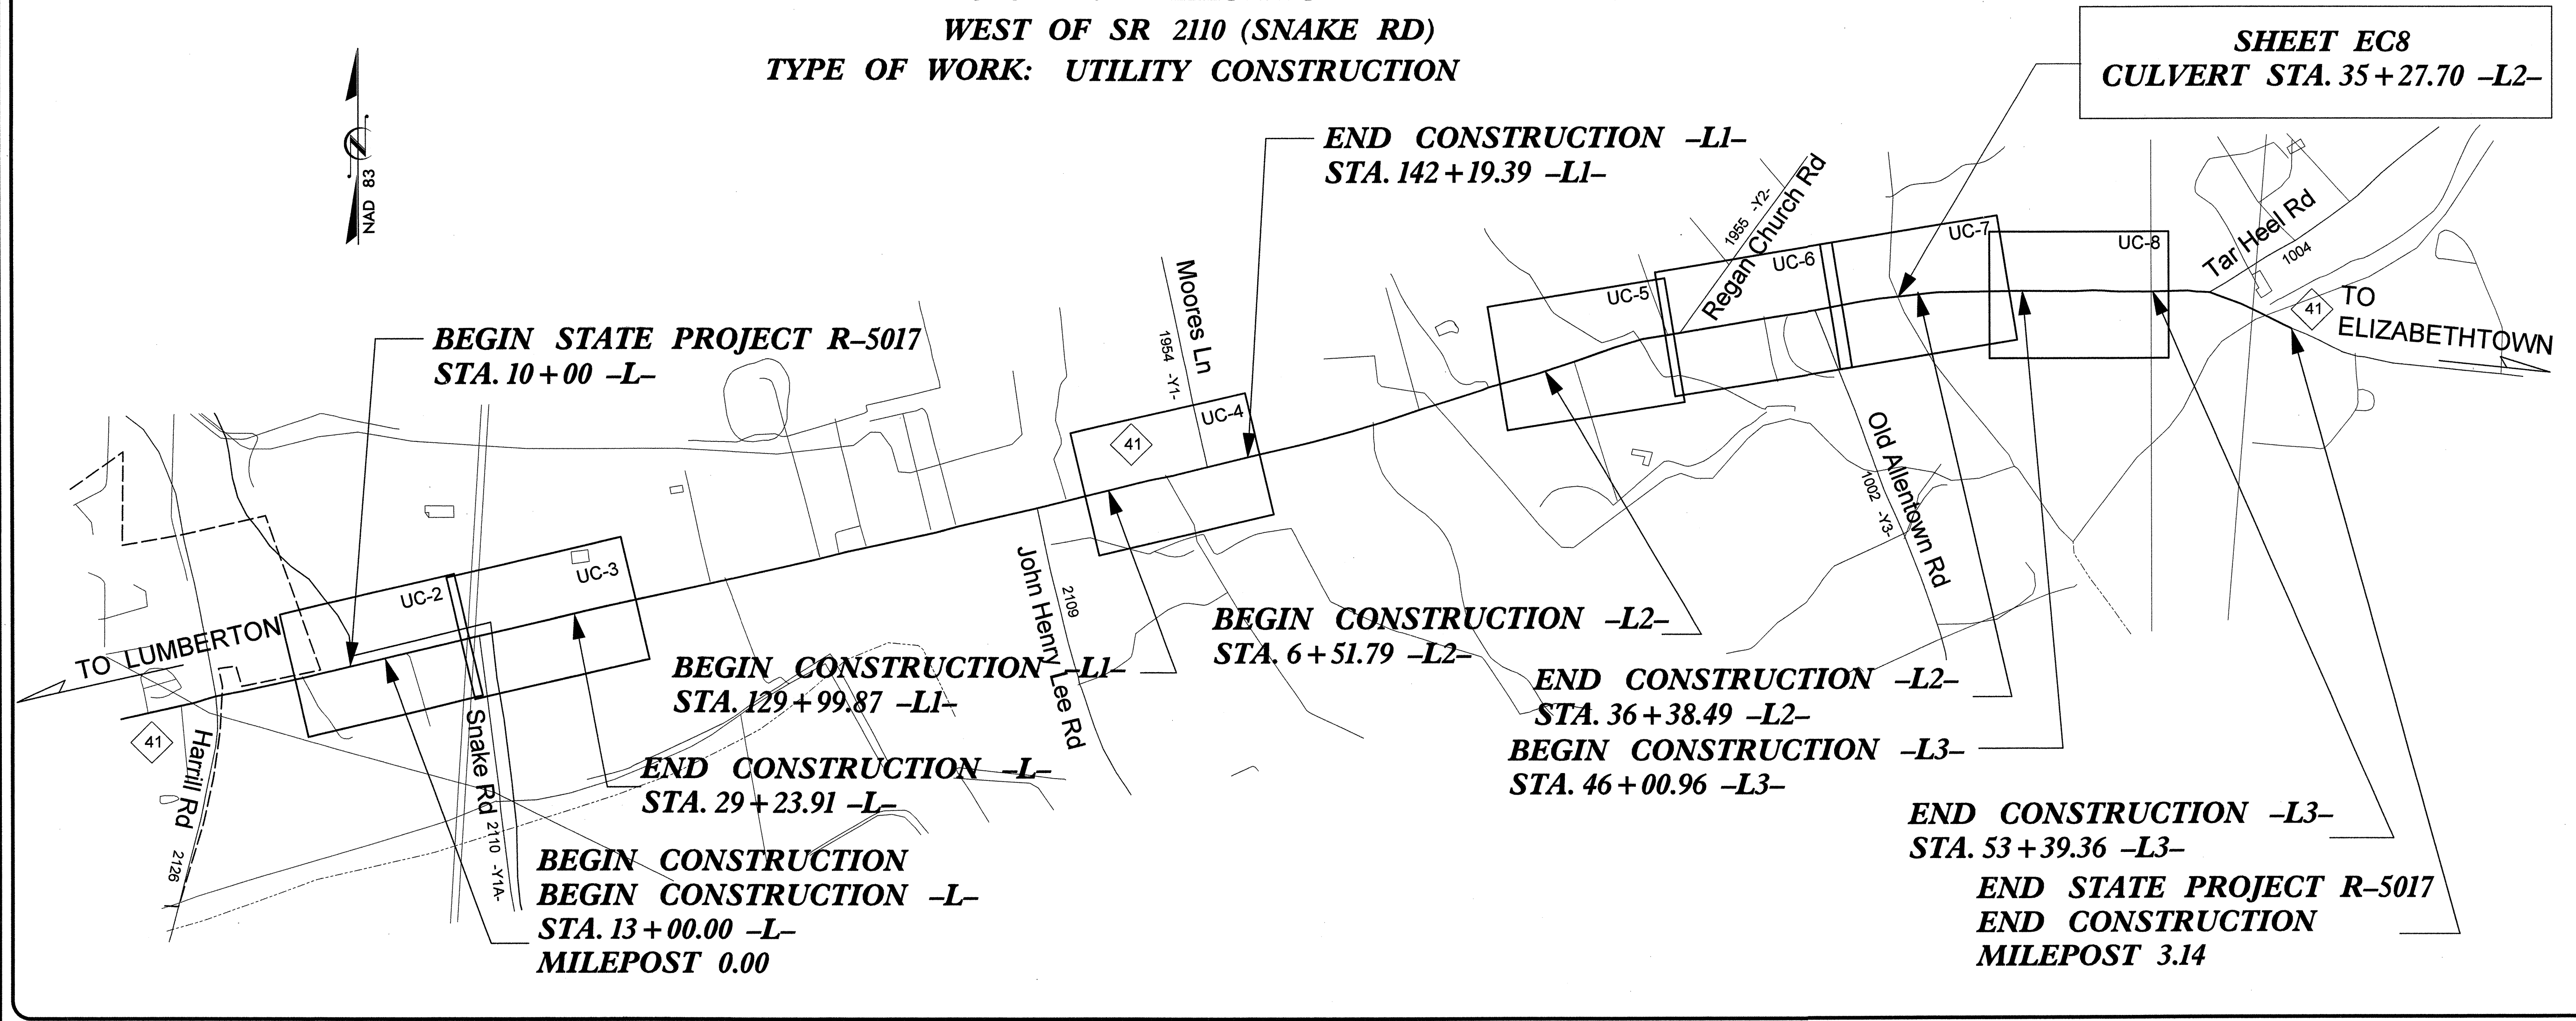 WEST OF SR 2110 (SNAKE RD)
TYPE OF WORK: UTILITY CONSTRUCTION
SHEET EC8
CULVERT STA. 35+27.70 –L2–
NAD 83
END CONSTRUCTION –L1–
STA. 142+19.39 –L1–
BEGIN STATE PROJECT R–5017
STA. 10+00 –L–
Moores Ln
1954 -Y1-
1955 -Y2-
Regan Church Rd
Tar Heel Rd
1004
41
TO
ELIZABETHTOWN
UC-2
UC-3
UC-4
UC-5
UC-6
UC-7
UC-8
41
TO LUMBERTON
41
Harrill Rd
2126
Snake Rd
2110 -Y1A-
John Henry Lee Rd
2109
Old Allentown Rd
1002 -Y3-
BEGIN CONSTRUCTION –L1–
STA. 129+99.87 –L1–
END CONSTRUCTION –L–
STA. 29+23.91 –L–
BEGIN CONSTRUCTION
BEGIN CONSTRUCTION –L–
STA. 13+00.00 –L–
MILEPOST 0.00
BEGIN CONSTRUCTION –L2–
STA. 6+51.79 –L2–
END CONSTRUCTION –L2–
STA. 36+38.49 –L2–
BEGIN CONSTRUCTION –L3–
STA. 46+00.96 –L3–
END CONSTRUCTION –L3–
STA. 53+39.36 –L3–
END STATE PROJECT R–5017
END CONSTRUCTION
MILEPOST 3.14